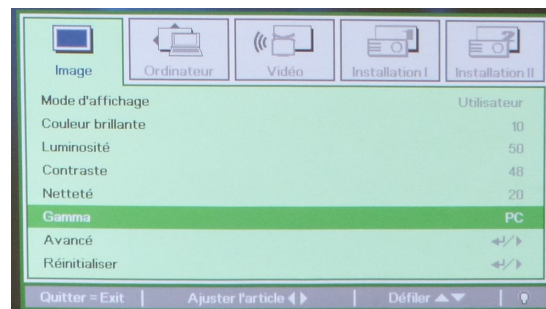 Image Ordinateur Vidéo Installation I Installation II
Mode d'affichage Utilisateur
Couleur brillante 10
Luminosité 50
Contraste 48
Netteté 20
Gamma PC
Avancé
Réinitialiser
Quitter = Exit Ajuster l'article Défiler